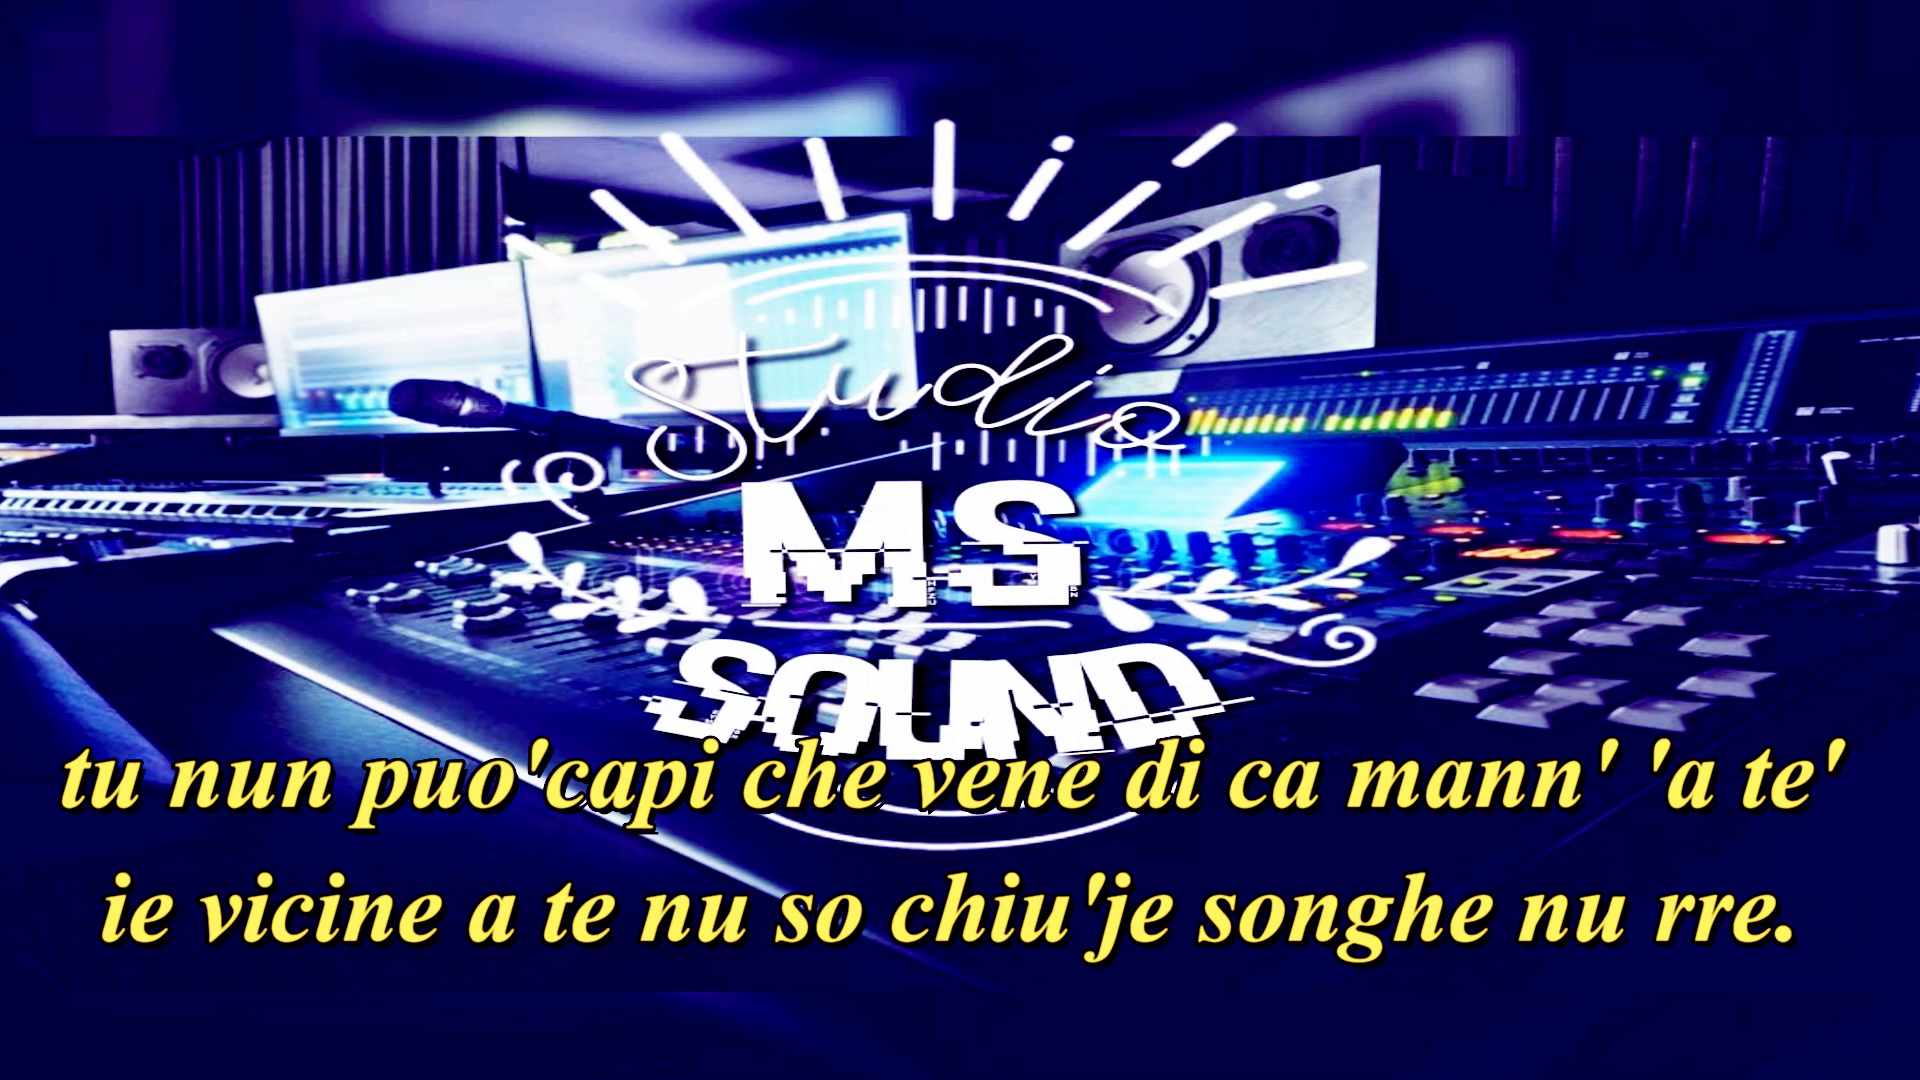 Studio
MS
SOUND
tu nun puo'capi che vene di ca mann' 'a te'
ie vicine a te nu so chiu'je songhe nu rre.